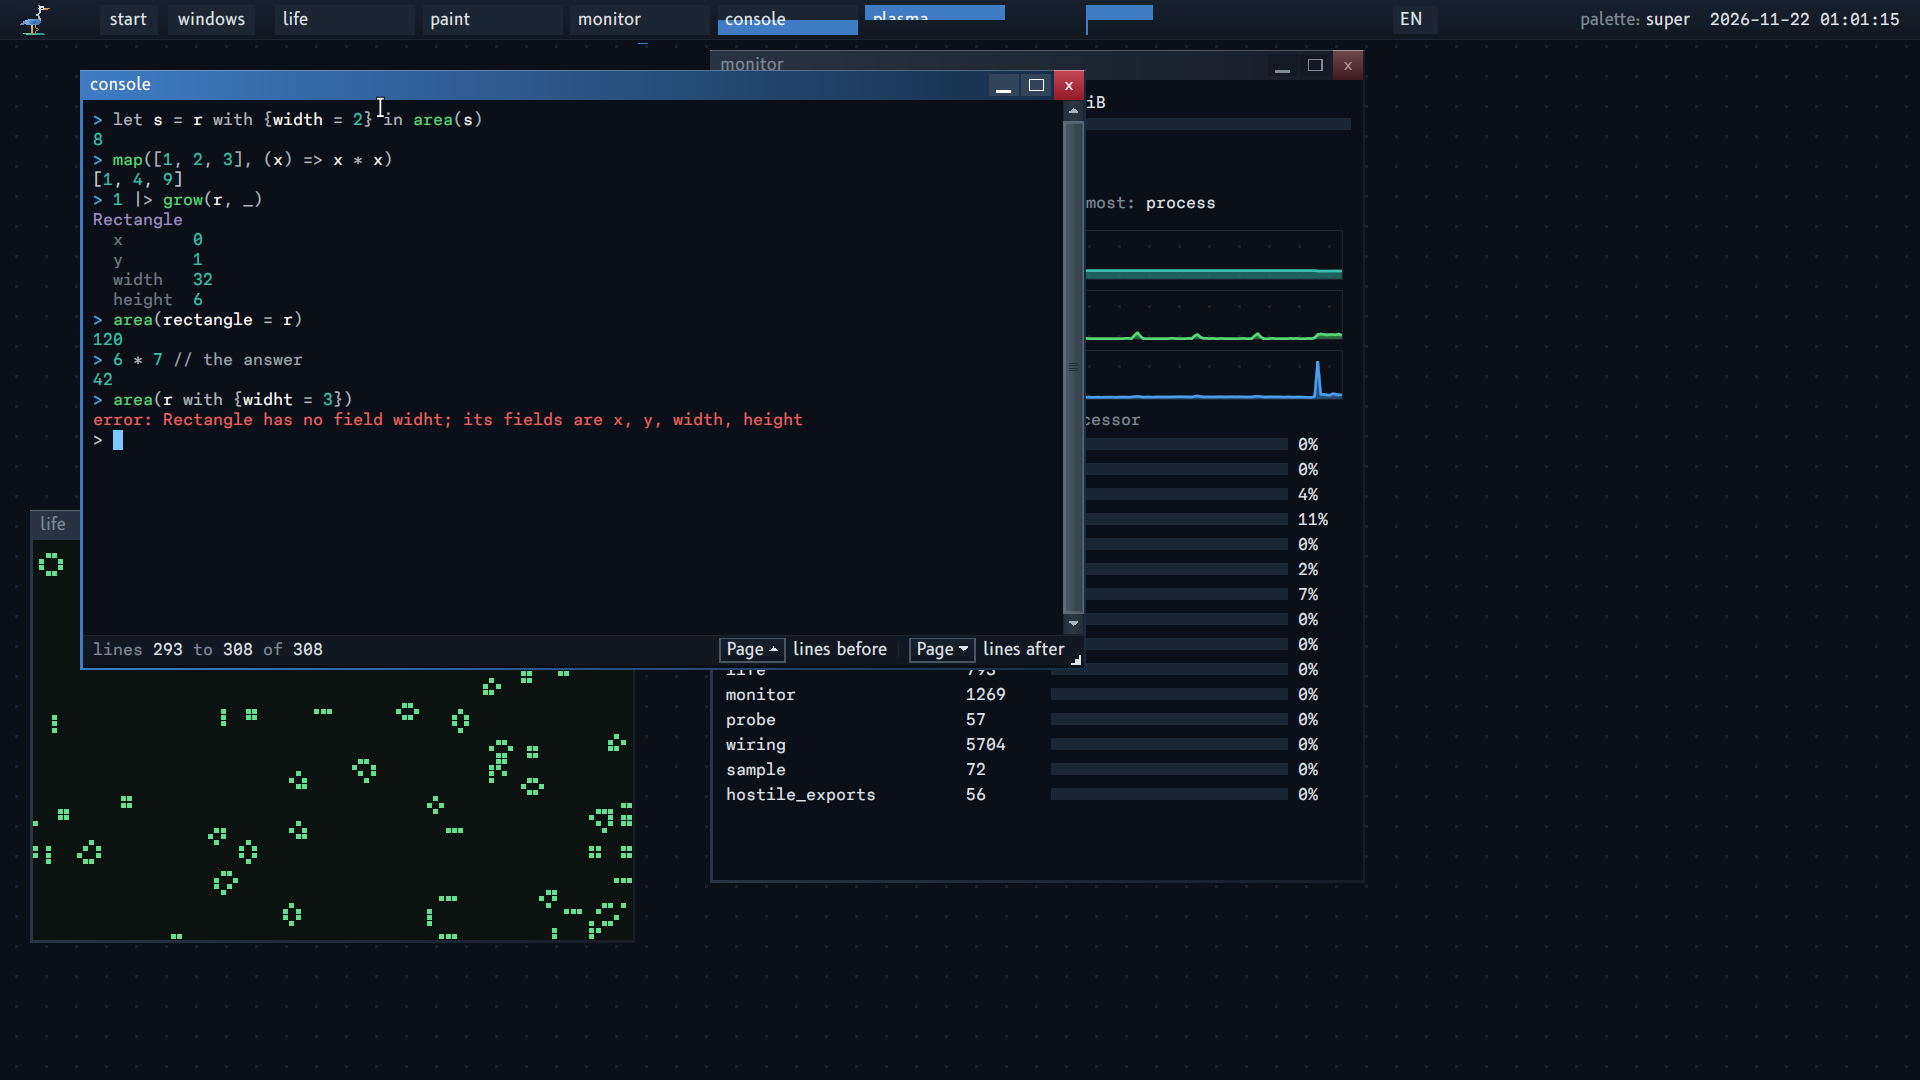 start windows life paint monitor console plasma EN palette: super 2026-11-22 01:01:15
monitor
console
> let s = r with {width = 2} in area(s)
8
> map([1, 2, 3], (x) => x * x)
[1, 4, 9]
> 1 |> grow(r, _)
Rectangle
x 0
y 1
width 32
height 6
> area(rectangle = r)
120
> 6 * 7 // the answer
42
> area(r with {widht = 3})
error: Rectangle has no field widht; its fields are x, y, width, height
>
lines 293 to 308 of 308 Page lines before Page lines after
iB
most: process
cessor
0%
0%
4%
11%
0%
2%
7%
0%
0%
life 793 0%
monitor 1269 0%
probe 57 0%
wiring 5704 0%
sample 72 0%
hostile_exports 56 0%
life